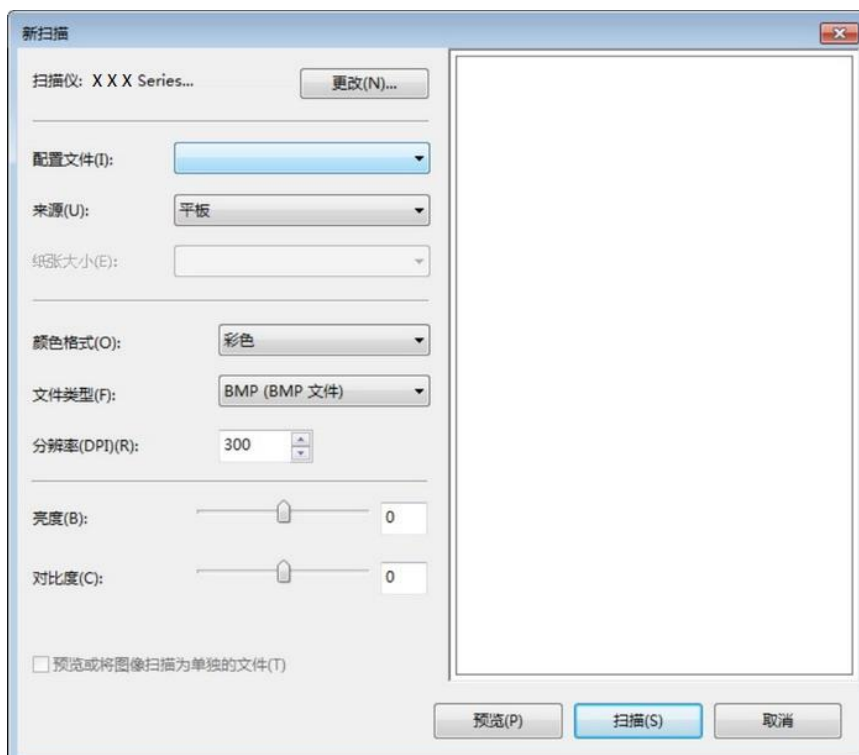 新扫描
扫描仪: X X X Series...
更改(N)...
配置文件(I):
来源(U):
平板
纸张大小(E):
颜色格式(O):
彩色
文件类型(F):
BMP (BMP 文件)
分辨率(DPI)(R):
300
亮度(B):
0
对比度(C):
0
预览或将图像扫描为单独的文件(T)
预览(P)
扫描(S)
取消